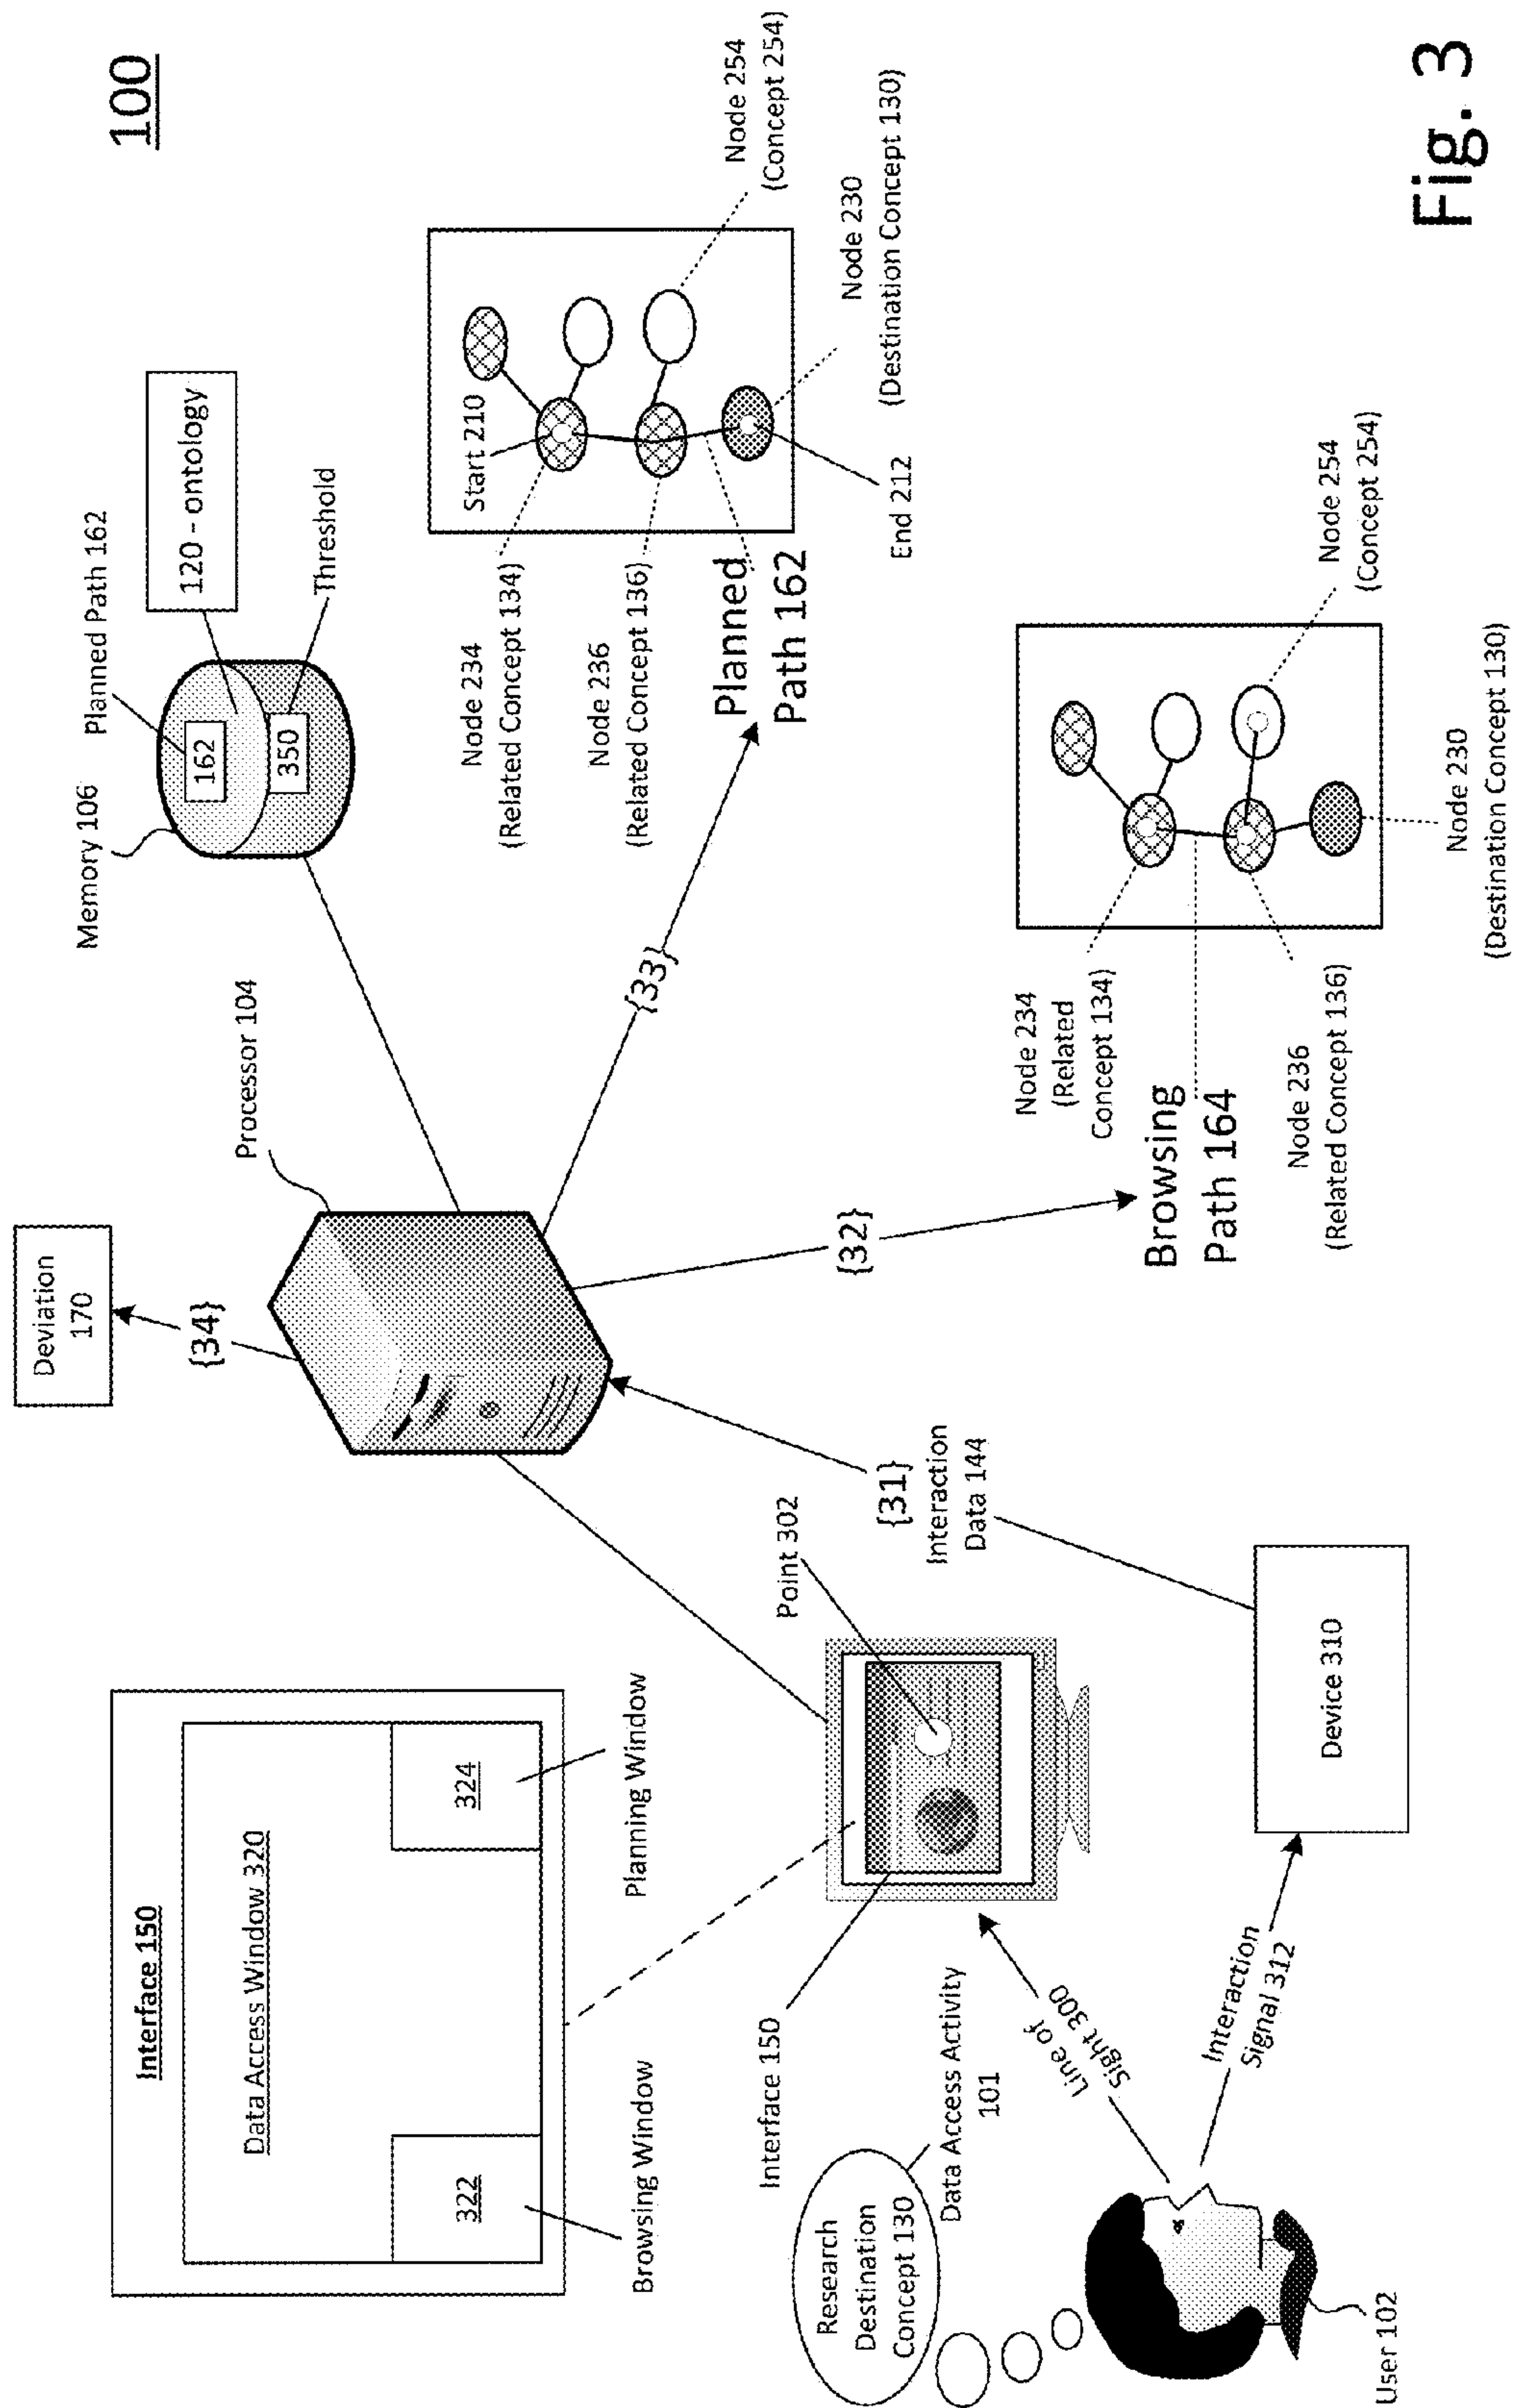 100
Interface 150
Data Access Window 320
322
324
Browsing Window
Planning Window
Deviation
170
{34}
Processor 104
Memory 106
Planned Path 162
162
350
120 - ontology
Threshold
Research
Destination
Concept 130
Data Access Activity
101
Interface 150
Point 302
Line of
Sight 300
Interaction
Signal 312
User 102
Device 310
{31}
Interaction
Data 144
{32}
{33}
Start 210
Node 234
(Related Concept 134)
Node 236
(Related Concept 136)
Planned
Path 162
End 212
Node 254
(Concept 254)
Node 230
(Destination Concept 130)
Browsing
Path 164
Node 234
(Related
Concept 134)
Node 236
(Related Concept 136)
Node 254
(Concept 254)
Node 230
(Destination Concept 130)
Fig. 3